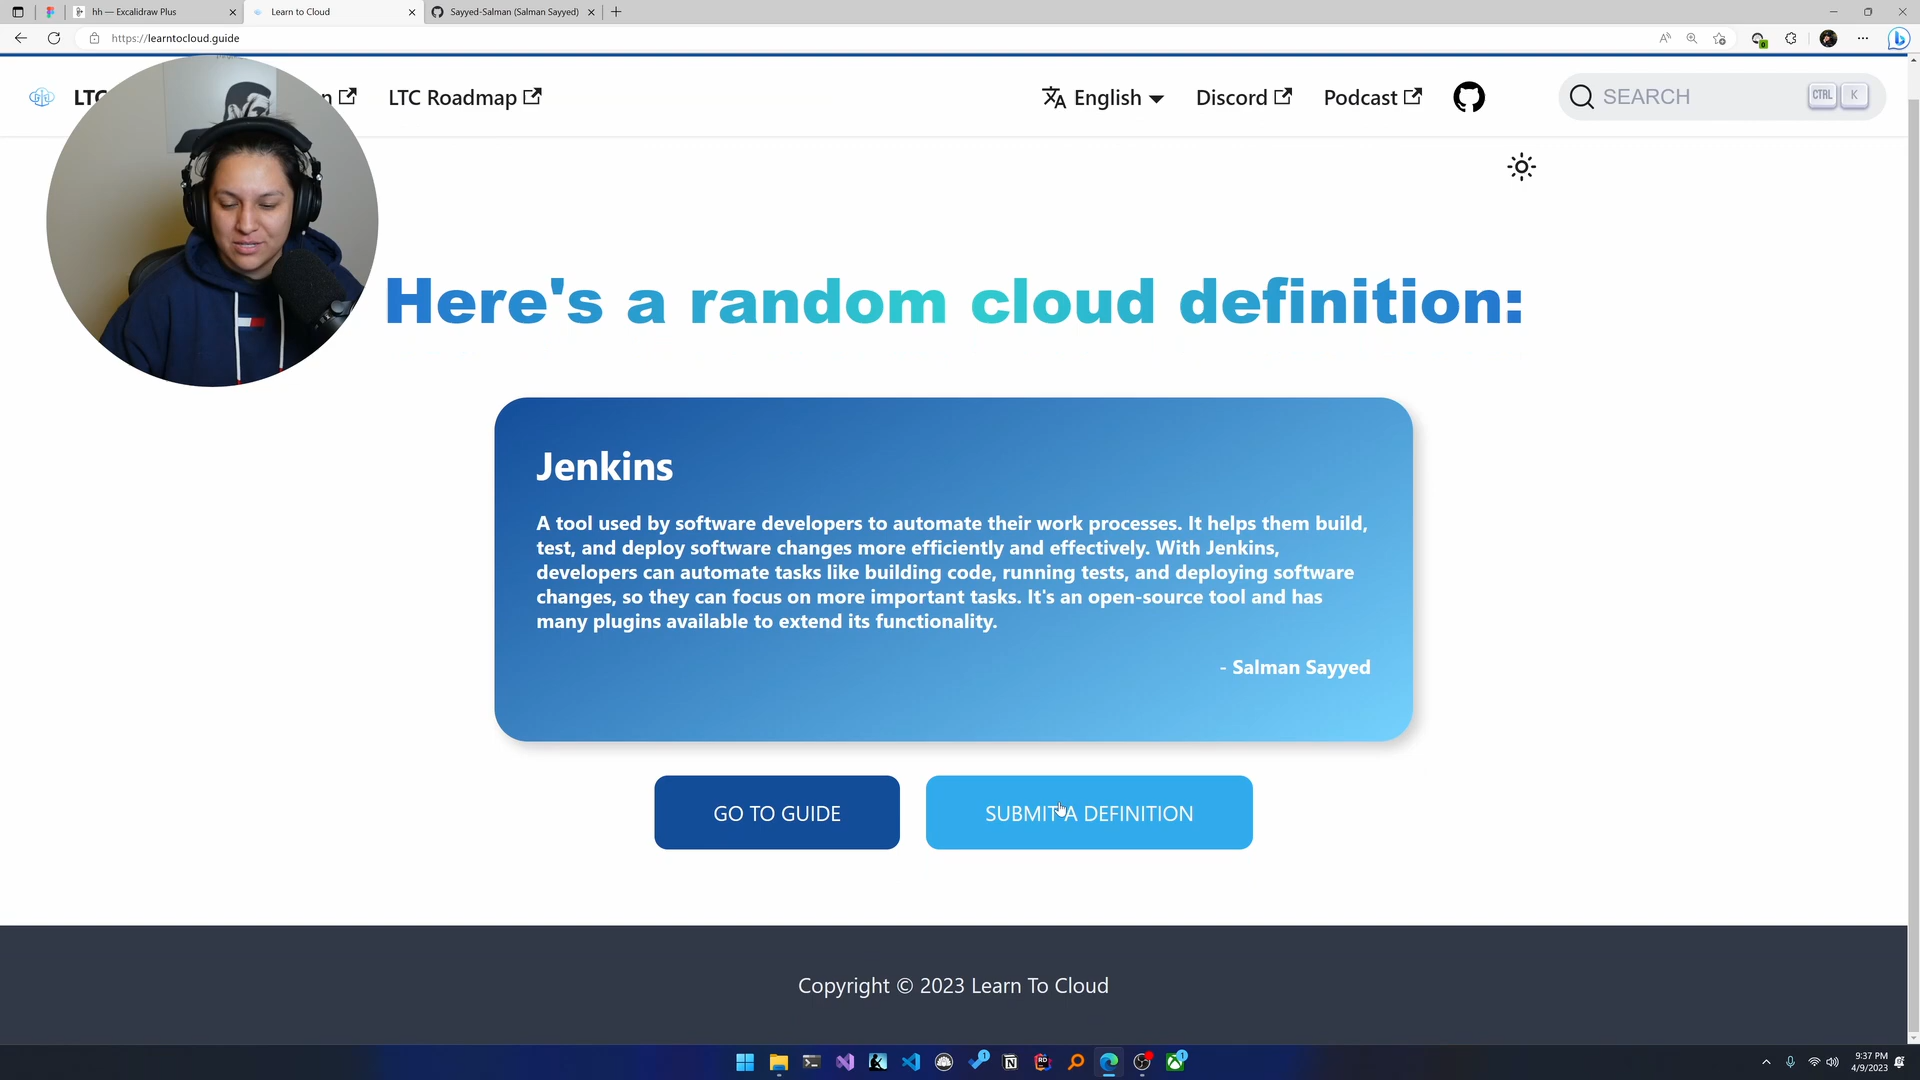 hh — Excalidraw Plus
Learn to Cloud
Sayyed-Salman (Salman Sayyed)
https://learntocloud.guide
LTC
n
LTC Roadmap
English
Discord
Podcast
SEARCH
CTRL
K
Here's a random cloud definition:
Jenkins
A tool used by software developers to automate their work processes. It helps them build,
test, and deploy software changes more efficiently and effectively. With Jenkins,
developers can automate tasks like building code, running tests, and deploying software
changes, so they can focus on more important tasks. It's an open-source tool and has
many plugins available to extend its functionality.
- Salman Sayyed
GO TO GUIDE
SUBMIT A DEFINITION
Copyright © 2023 Learn To Cloud
9:37 PM
4/9/2023